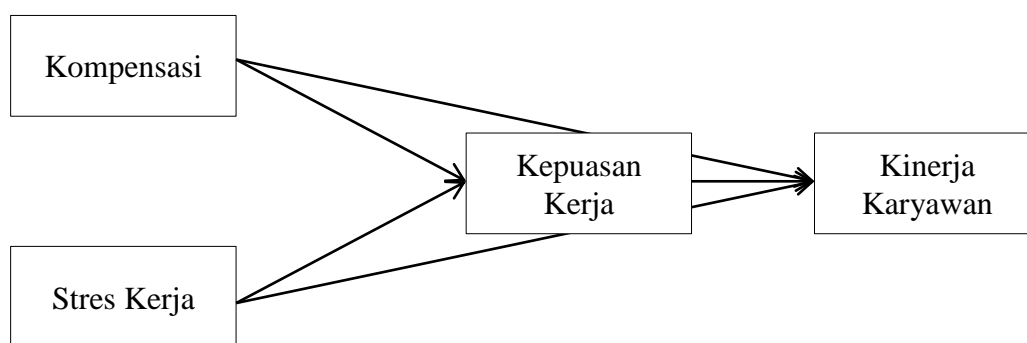 Kompensasi
Kepuasan
Kerja
Kinerja
Karyawan
Stres Kerja